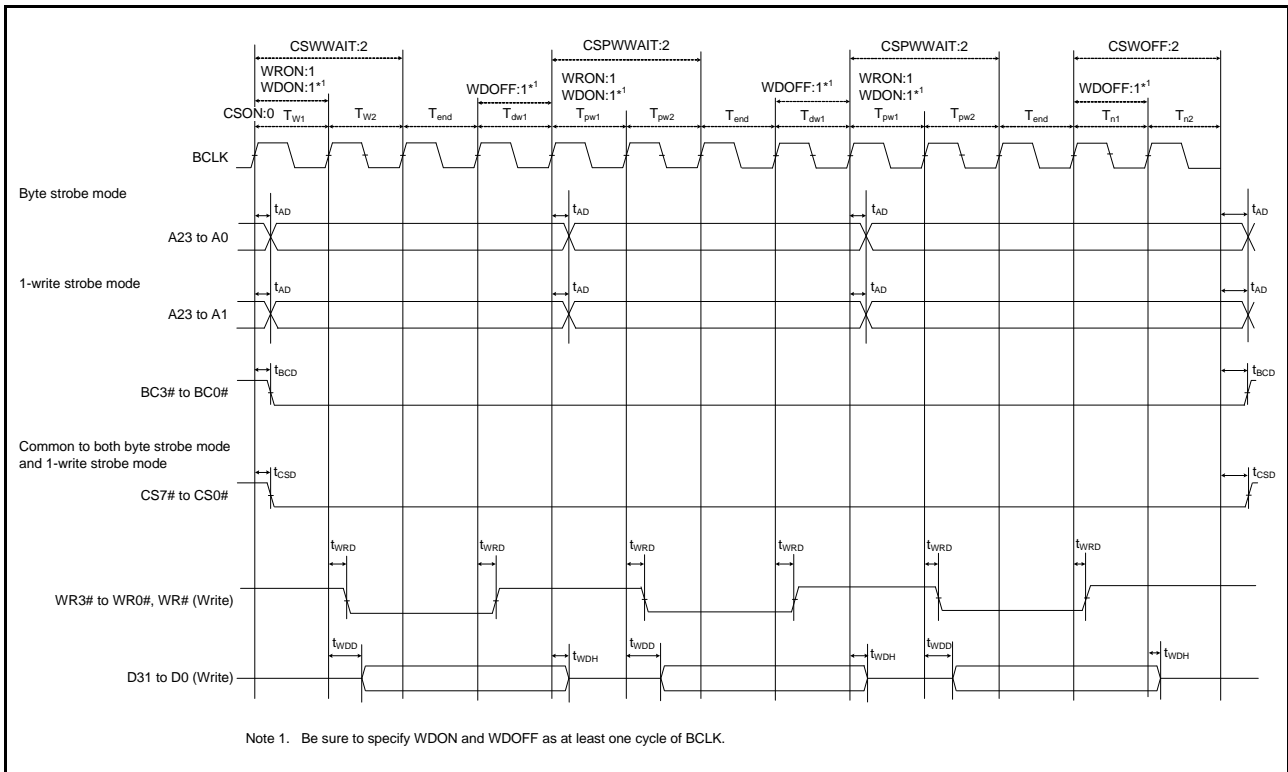 CSWWAIT:2 CSPWWAIT:2 CSPWWAIT:2 CSWOFF:2
WRON:1 WRON:1 WRON:1
WDON:1*1 WDOFF:1*1 WDON:1*1 WDOFF:1*1 WDON:1*1 WDOFF:1*1
CSON:0 TW1 TW2 Tend Tdw1 Tpw1 Tpw2 Tend Tdw1 Tpw1 Tpw2 Tend Tn1 Tn2
BCLK
Byte strobe mode
tAD tAD tAD tAD
A23 to A0
1-write strobe mode
tAD tAD tAD tAD
A23 to A1
tBCD tBCD
BC3# to BC0#
Common to both byte strobe mode
and 1-write strobe mode
tCSD tCSD
CS7# to CS0#
tWRD tWRD tWRD tWRD tWRD tWRD
WR3# to WR0#, WR# (Write)
tWDD tWDH tWDD tWDH tWDD tWDH
D31 to D0 (Write)
Note 1. Be sure to specify WDON and WDOFF as at least one cycle of BCLK.